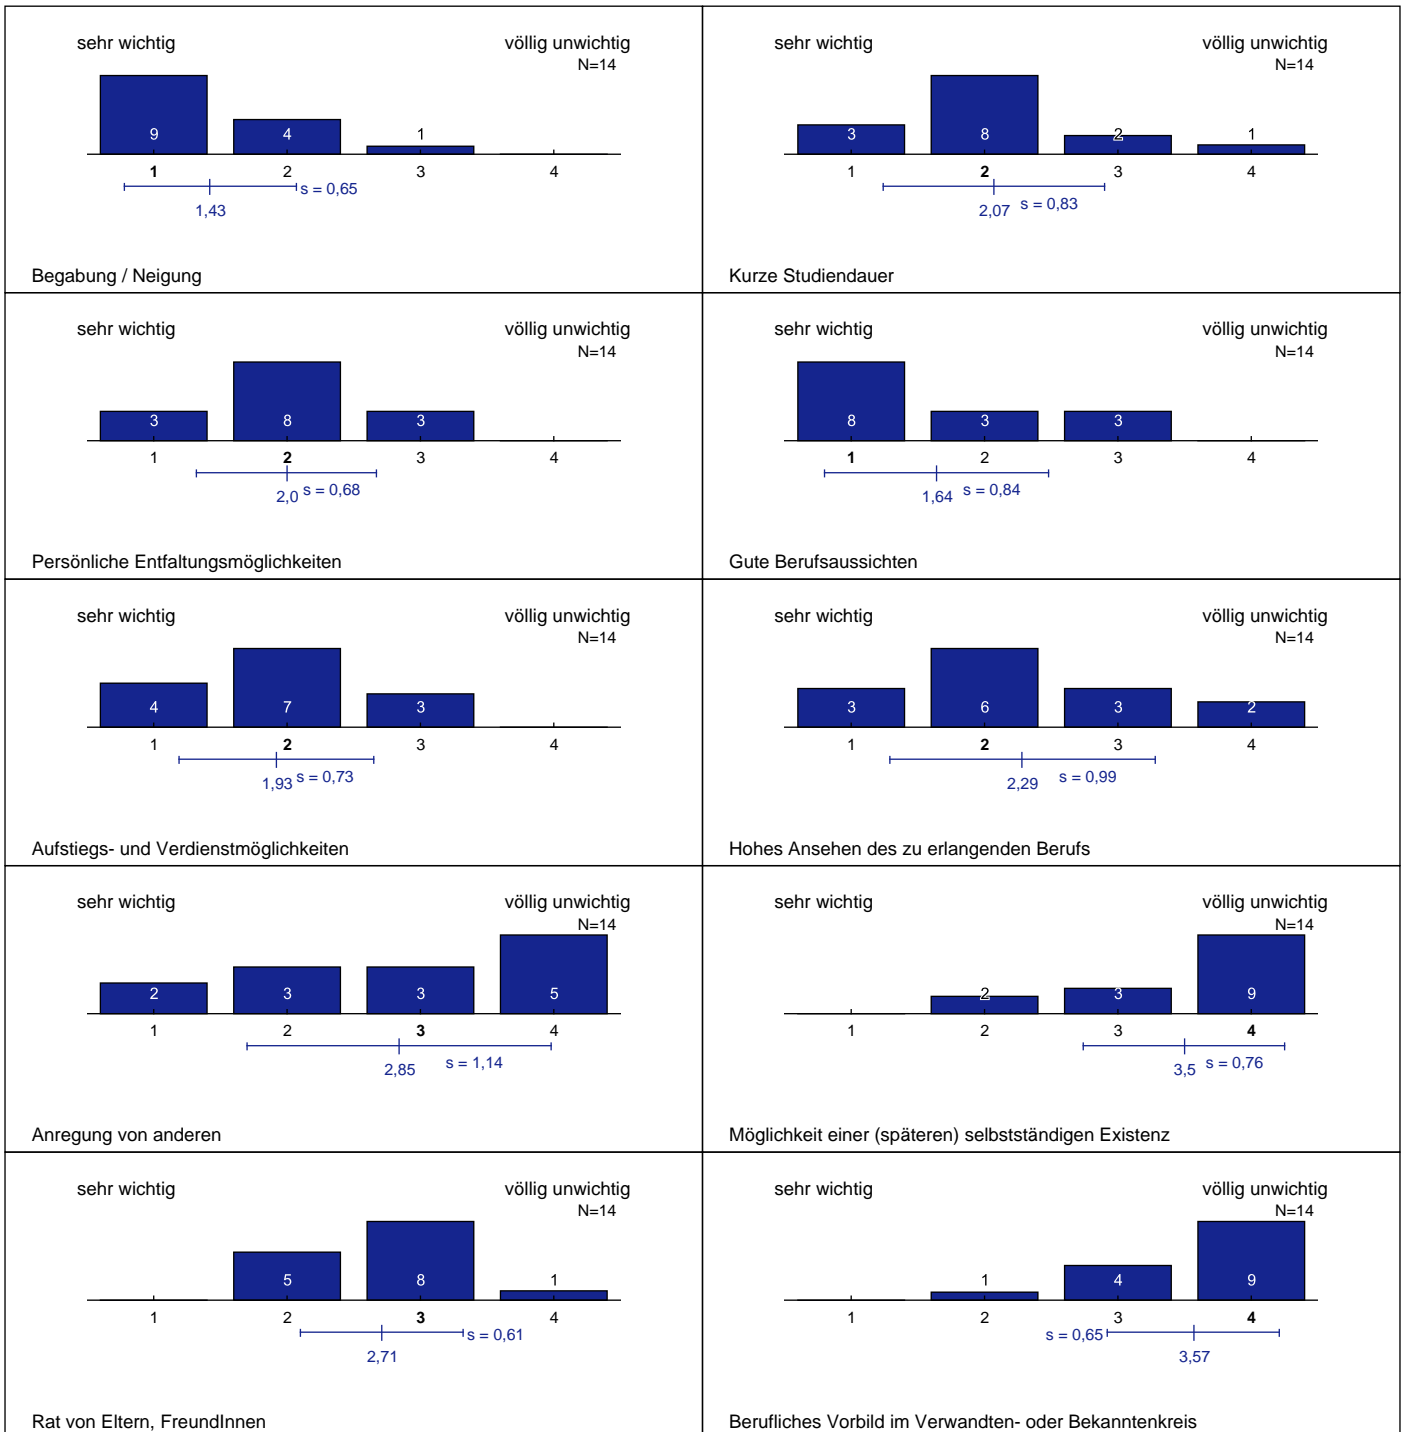 sehr wichtig völlig unwichtig
N=14
9 4 1
1 2 3 4
s = 0,65
1,43
Begabung / Neigung
sehr wichtig völlig unwichtig
N=14
3 8 2 1
1 2 3 4
2,07 s = 0,83
Kurze Studiendauer
sehr wichtig völlig unwichtig
N=14
3 8 3
1 2 3 4
2,0 s = 0,68
Persönliche Entfaltungsmöglichkeiten
sehr wichtig völlig unwichtig
N=14
8 3 3
1 2 3 4
1,64 s = 0,84
Gute Berufsaussichten
sehr wichtig völlig unwichtig
N=14
4 7 3
1 2 3 4
1,93 s = 0,73
Aufstiegs- und Verdienstmöglichkeiten
sehr wichtig völlig unwichtig
N=14
3 6 3 2
1 2 3 4
2,29 s = 0,99
Hohes Ansehen des zu erlangenden Berufs
sehr wichtig völlig unwichtig
N=14
2 3 3 5
1 2 3 4
2,85 s = 1,14
Anregung von anderen
sehr wichtig völlig unwichtig
N=14
2 3 9
1 2 3 4
3,5 s = 0,76
Möglichkeit einer (späteren) selbstständigen Existenz
sehr wichtig völlig unwichtig
N=14
5 8 1
1 2 3 4
s = 0,61
2,71
Rat von Eltern, FreundInnen
sehr wichtig völlig unwichtig
N=14
1 4 9
1 2 3 4
s = 0,65
3,57
Berufliches Vorbild im Verwandten- oder Bekanntenkreis